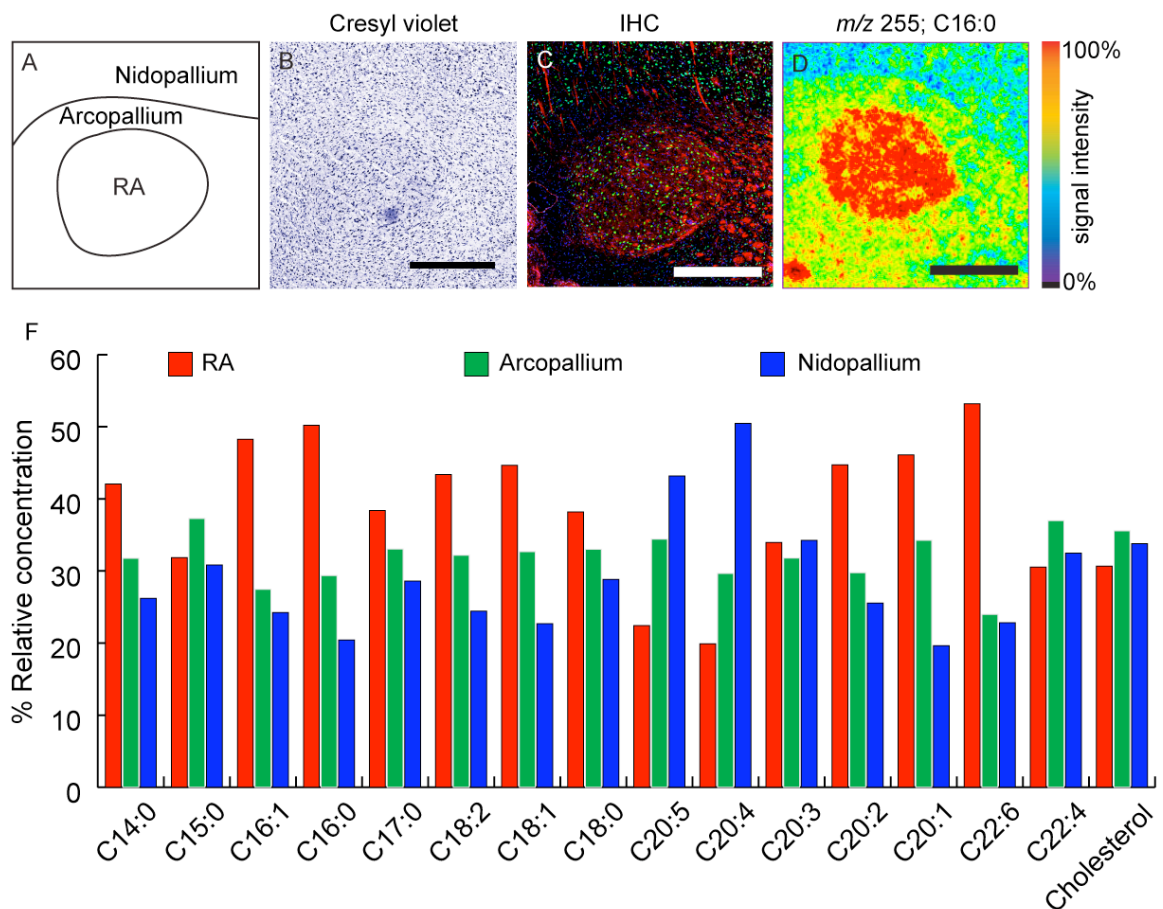 Cresyl violet
IHC
m/z 255; C16:0
A
Nidopallium
Arcopallium
RA
B
C
D
100%
signal intensity
0%
F
RA
Arcopallium
Nidopallium
% Relative concentration
60
50
40
30
20
10
0
C14:0
C15:0
C16:1
C16:0
C17:0
C18:2
C18:1
C18:0
C20:5
C20:4
C20:3
C20:2
C20:1
C22:6
C22:4
Cholesterol